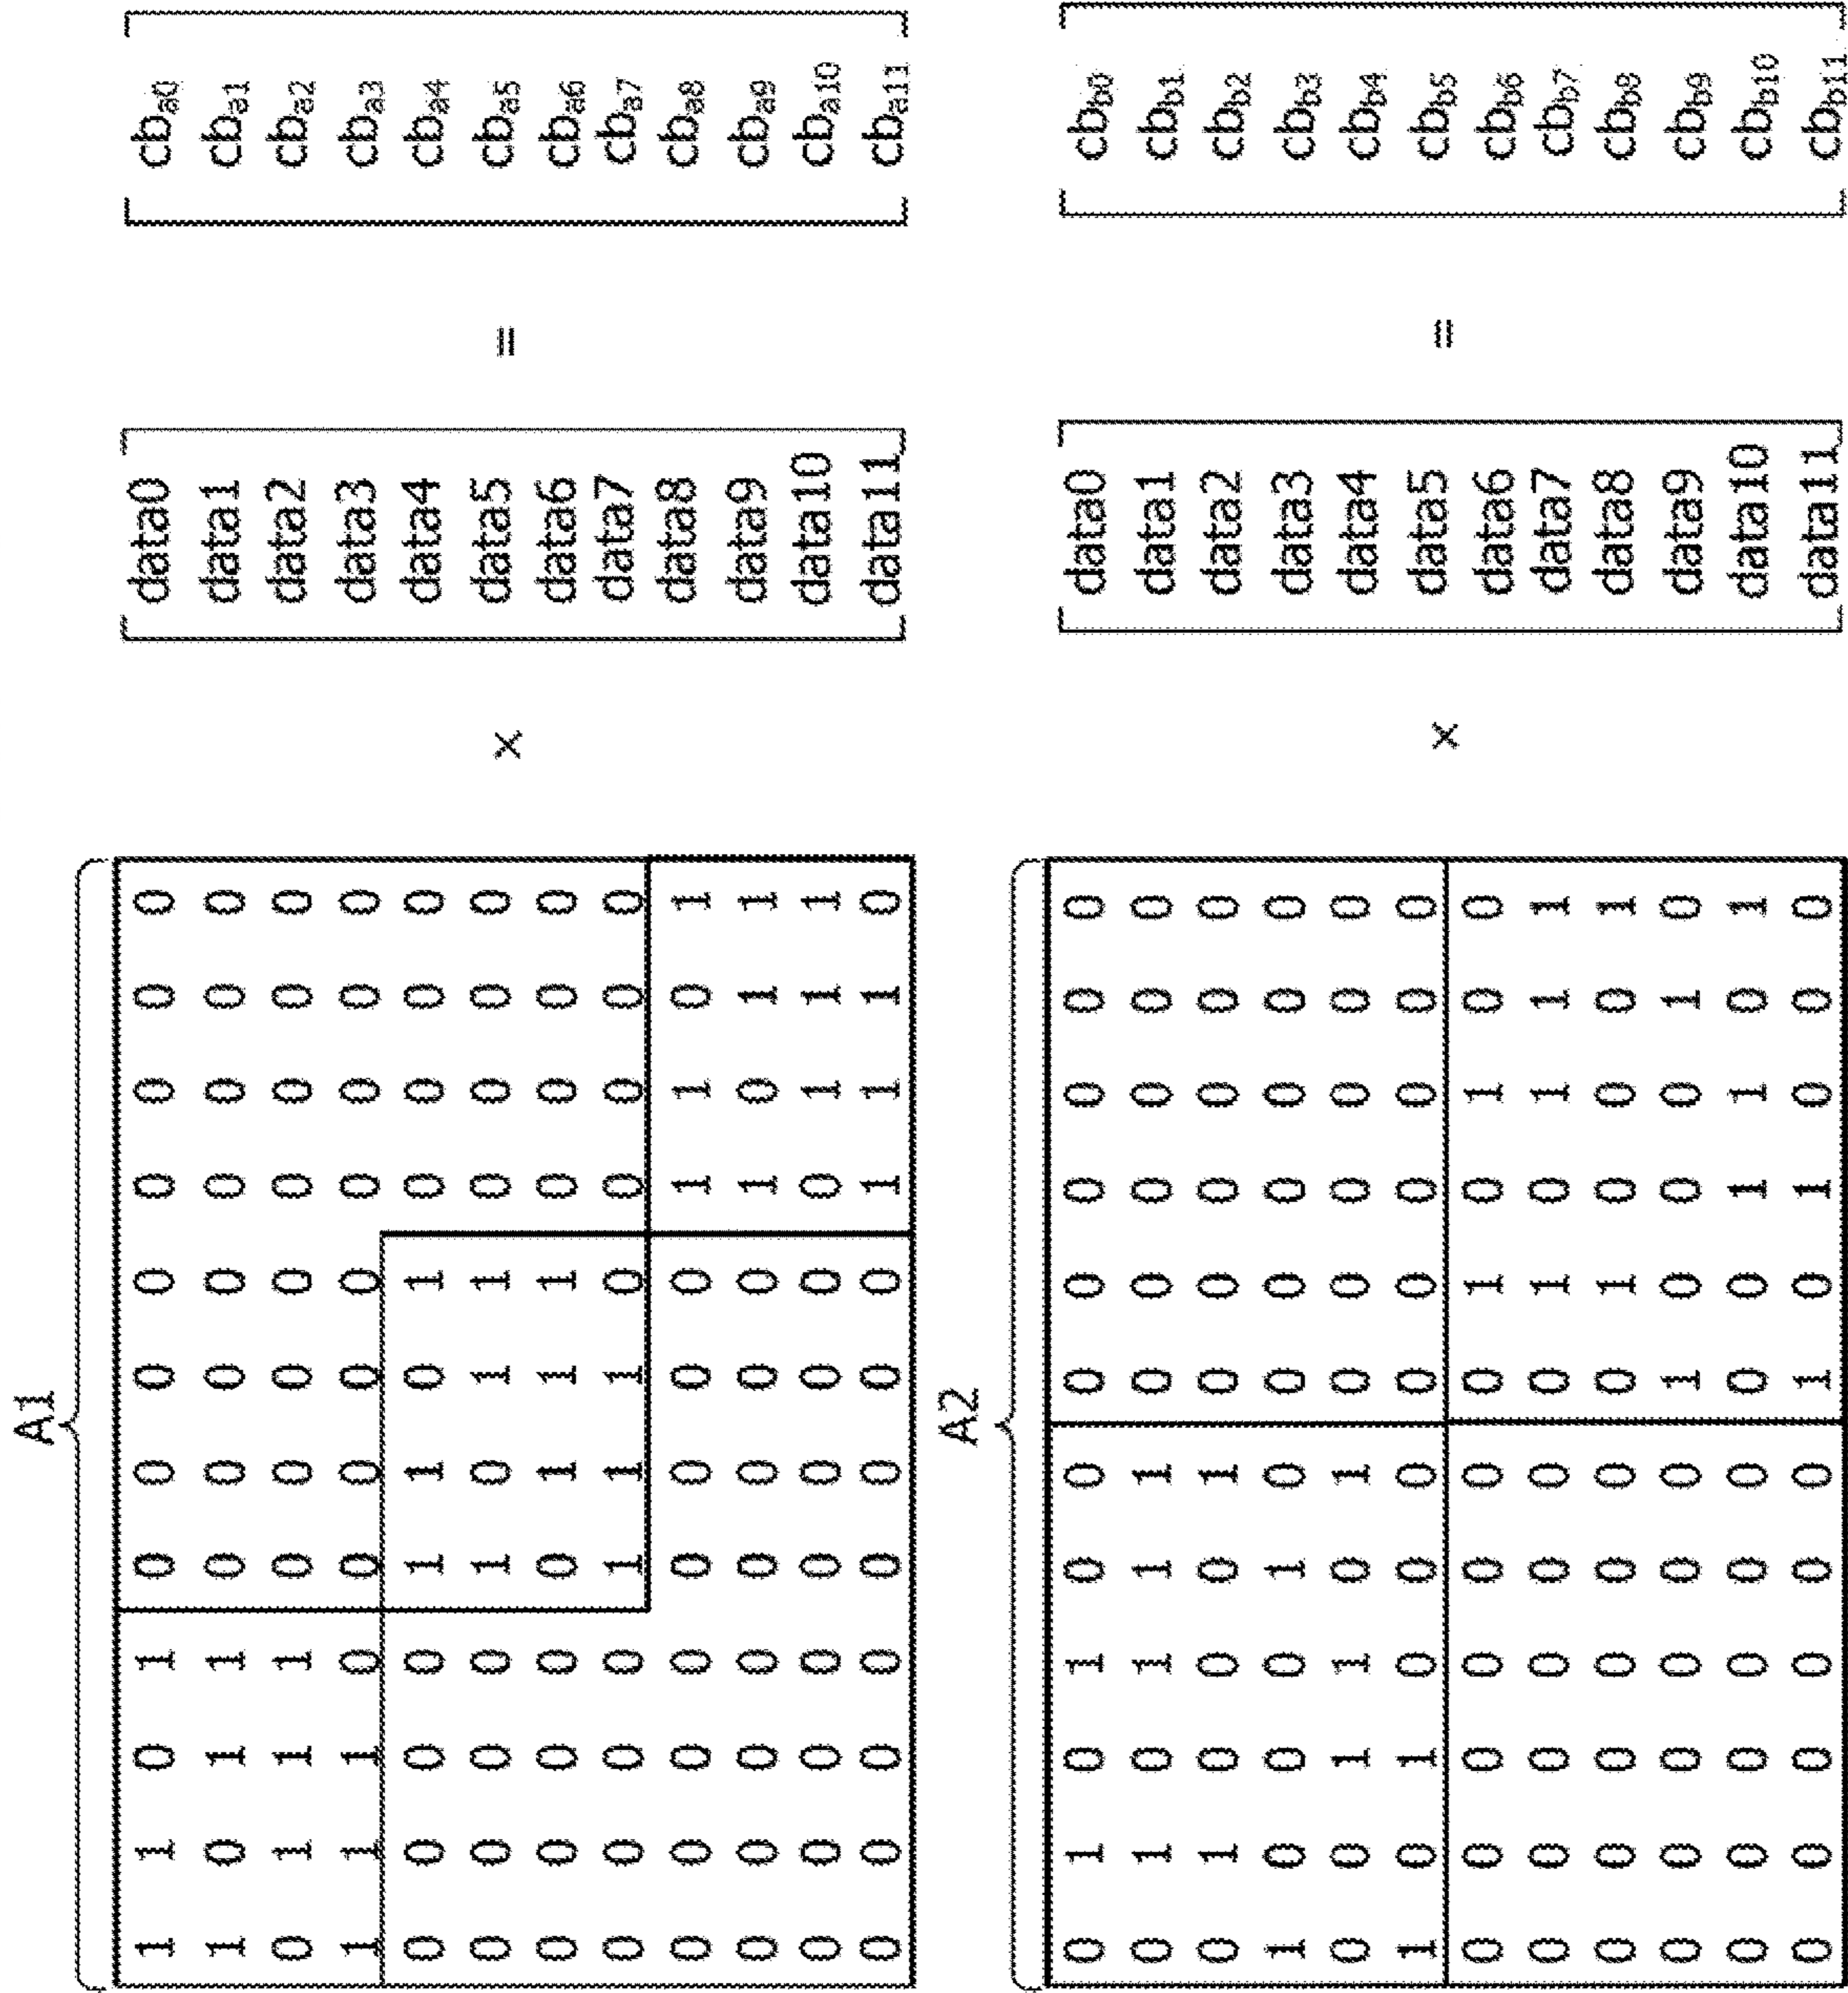 A1
1 1 0 1 0 0 0 0 0 0 0 0 data0 cba0
1 0 1 1 0 0 0 0 0 0 0 0 data1 cba1
0 1 1 1 0 0 0 0 0 0 0 0 data2 cba2
1 1 1 0 0 0 0 0 0 0 0 0 data3 cba3
0 0 0 0 1 1 0 1 0 0 0 0 data4 cba4
0 0 0 0 1 0 1 1 0 0 0 0 × data5 = cba5
0 0 0 0 0 1 1 1 0 0 0 0 data6 cba6
0 0 0 0 1 1 1 0 0 0 0 0 data7 cba7
0 0 0 0 0 0 0 0 1 1 0 1 data8 cba8
0 0 0 0 0 0 0 0 1 0 1 1 data9 cba9
0 0 0 0 0 0 0 0 0 1 1 1 data10 cba10
0 0 0 0 0 0 0 0 1 1 1 0 data11 cba11
A2
0 1 0 1 0 0 0 0 0 0 0 0 data0 cbb0
0 1 0 1 1 1 0 0 0 0 0 0 data1 cbb1
0 1 0 0 0 1 0 0 0 0 0 0 data2 cbb2
1 0 0 0 1 0 0 0 0 0 0 0 data3 cbb3
0 0 1 1 0 1 0 0 0 0 0 0 data4 cbb4
1 0 1 0 0 0 0 0 0 0 0 0 × data5 = cbb5
0 0 0 0 0 0 0 1 0 1 0 0 data6 cbb6
0 0 0 0 0 0 0 1 0 1 1 1 data7 cbb7
0 0 0 0 0 0 0 1 0 0 0 1 data8 cbb8
0 0 0 0 0 0 1 0 0 0 1 0 data9 cbb9
0 0 0 0 0 0 0 0 1 1 0 1 data10 cbb10
0 0 0 0 0 0 1 0 1 0 0 0 data11 cbb11